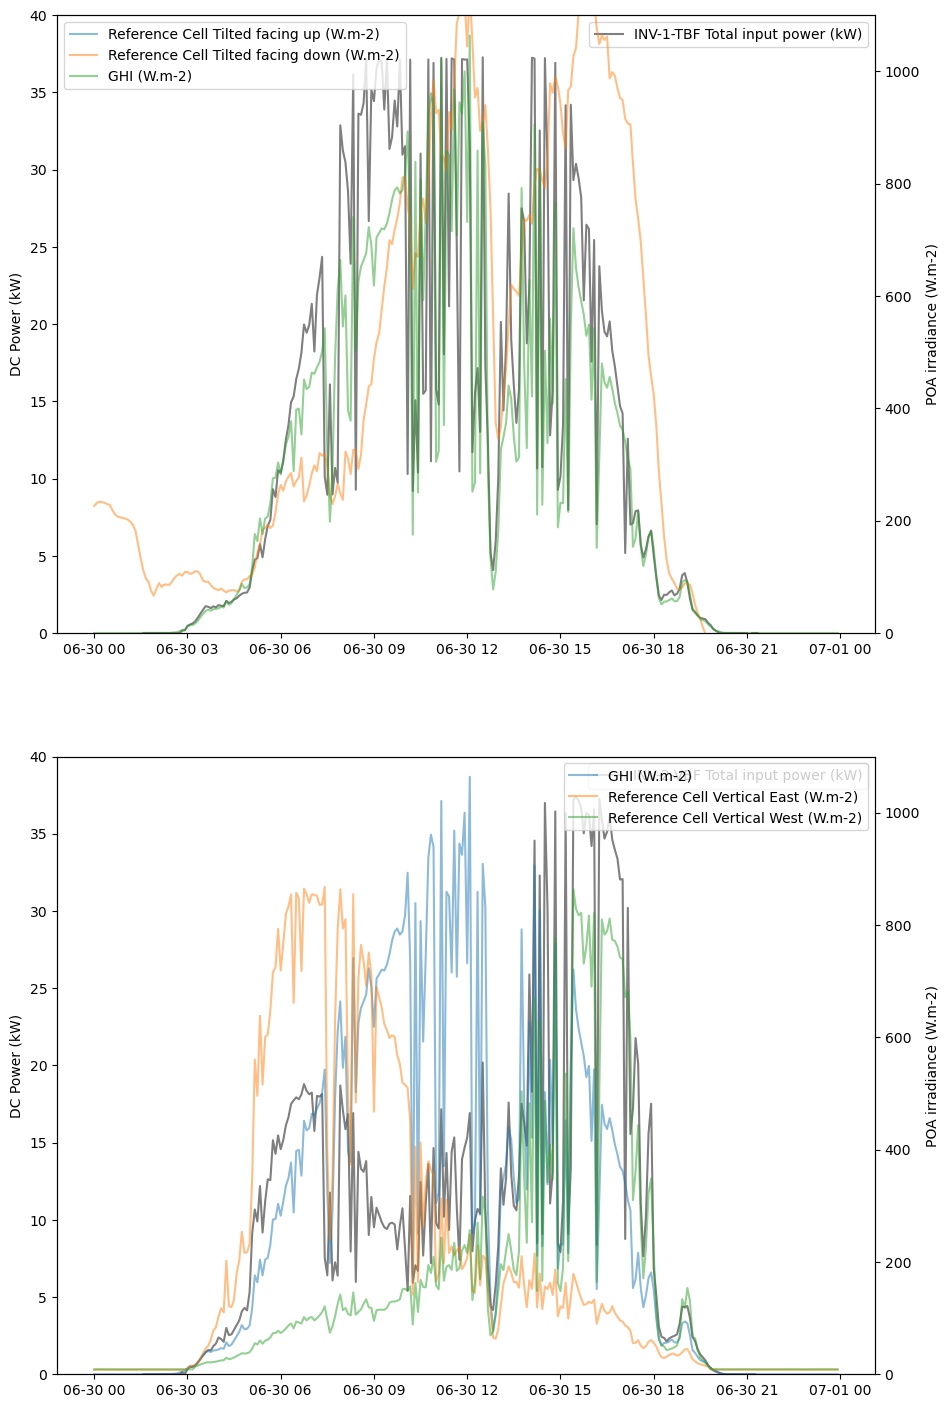 40
35
30
25
20
15
10
5
0
DC Power (kW)
Reference Cell Tilted facing up (W.m-2)
Reference Cell Tilted facing down (W.m-2)
GHI (W.m-2)
INV-1-TBF Total input power (kW)
1000
800
600
400
200
0
POA irradiance (W.m-2)
06-30 00 06-30 03 06-30 06 06-30 09 06-30 12 06-30 15 06-30 18 06-30 21 07-01 00
40
35
30
25
20
15
10
5
0
DC Power (kW)
GHI (W.m-2)
Total input power (kW)
Reference Cell Vertical East (W.m-2)
Reference Cell Vertical West (W.m-2)
1000
800
600
400
200
0
POA irradiance (W.m-2)
06-30 00 06-30 03 06-30 06 06-30 09 06-30 12 06-30 15 06-30 18 06-30 21 07-01 00